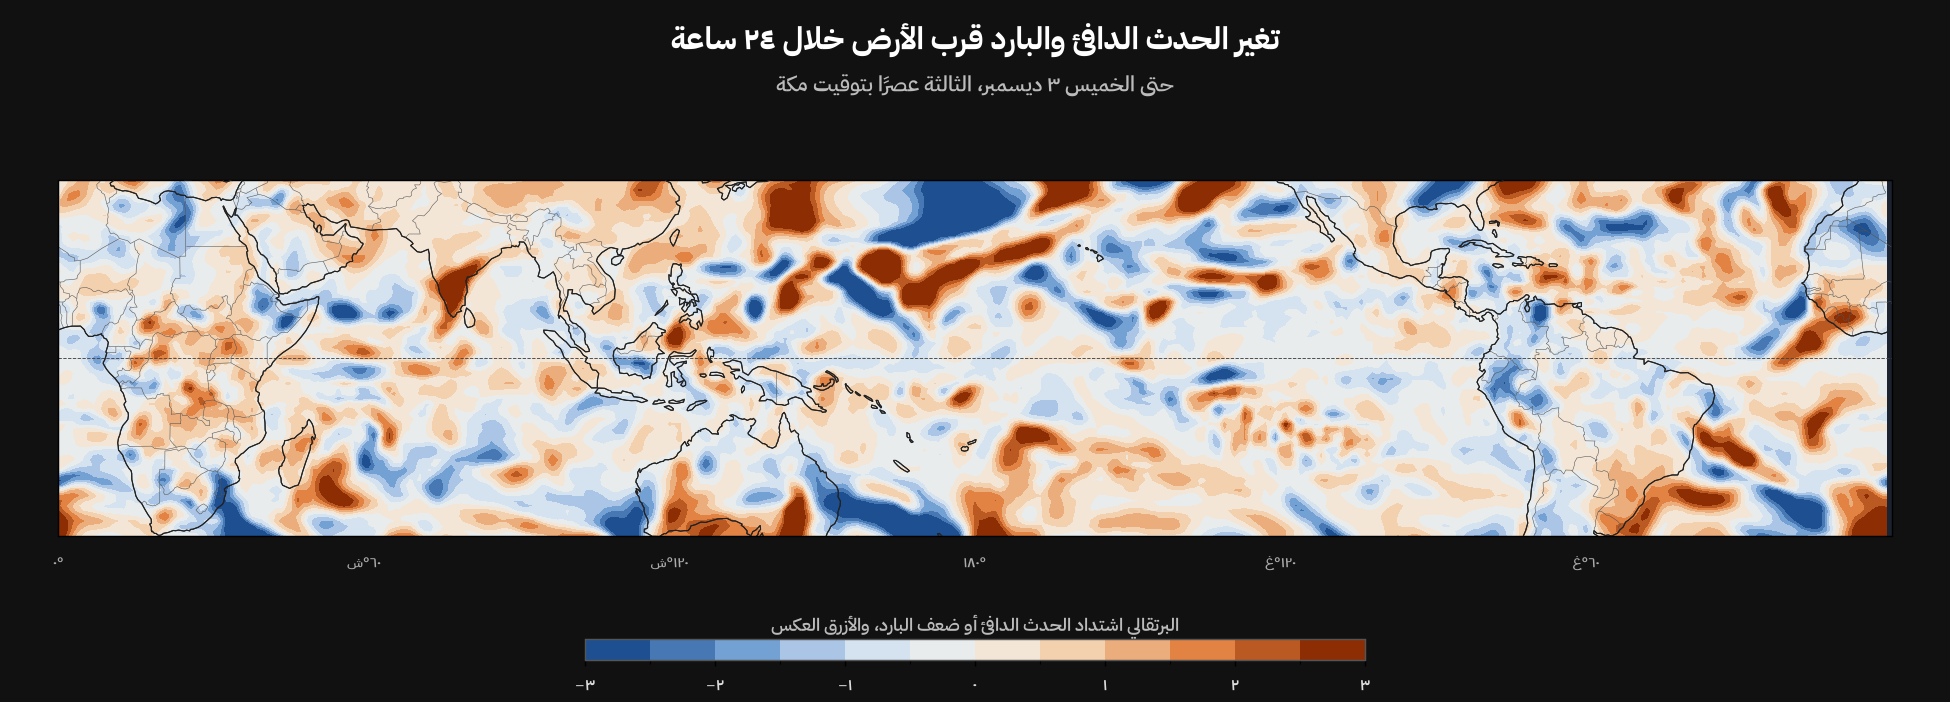 تغير الحدث الدافئ والبارد قرب الأرض خلال ٢٤ ساعة
حتى الخميس ٣ ديسمبر، الثالثة عصرًا بتوقيت مكة
٠°
٦٠°ش
١٢٠°ش
١٨٠°
١٢٠°غ
٦٠°غ
البرتقالي اشتداد الحدث الدافئ أو ضعف البارد، والأزرق العكس
−٣
−٢
−١
٠
١
٢
٣